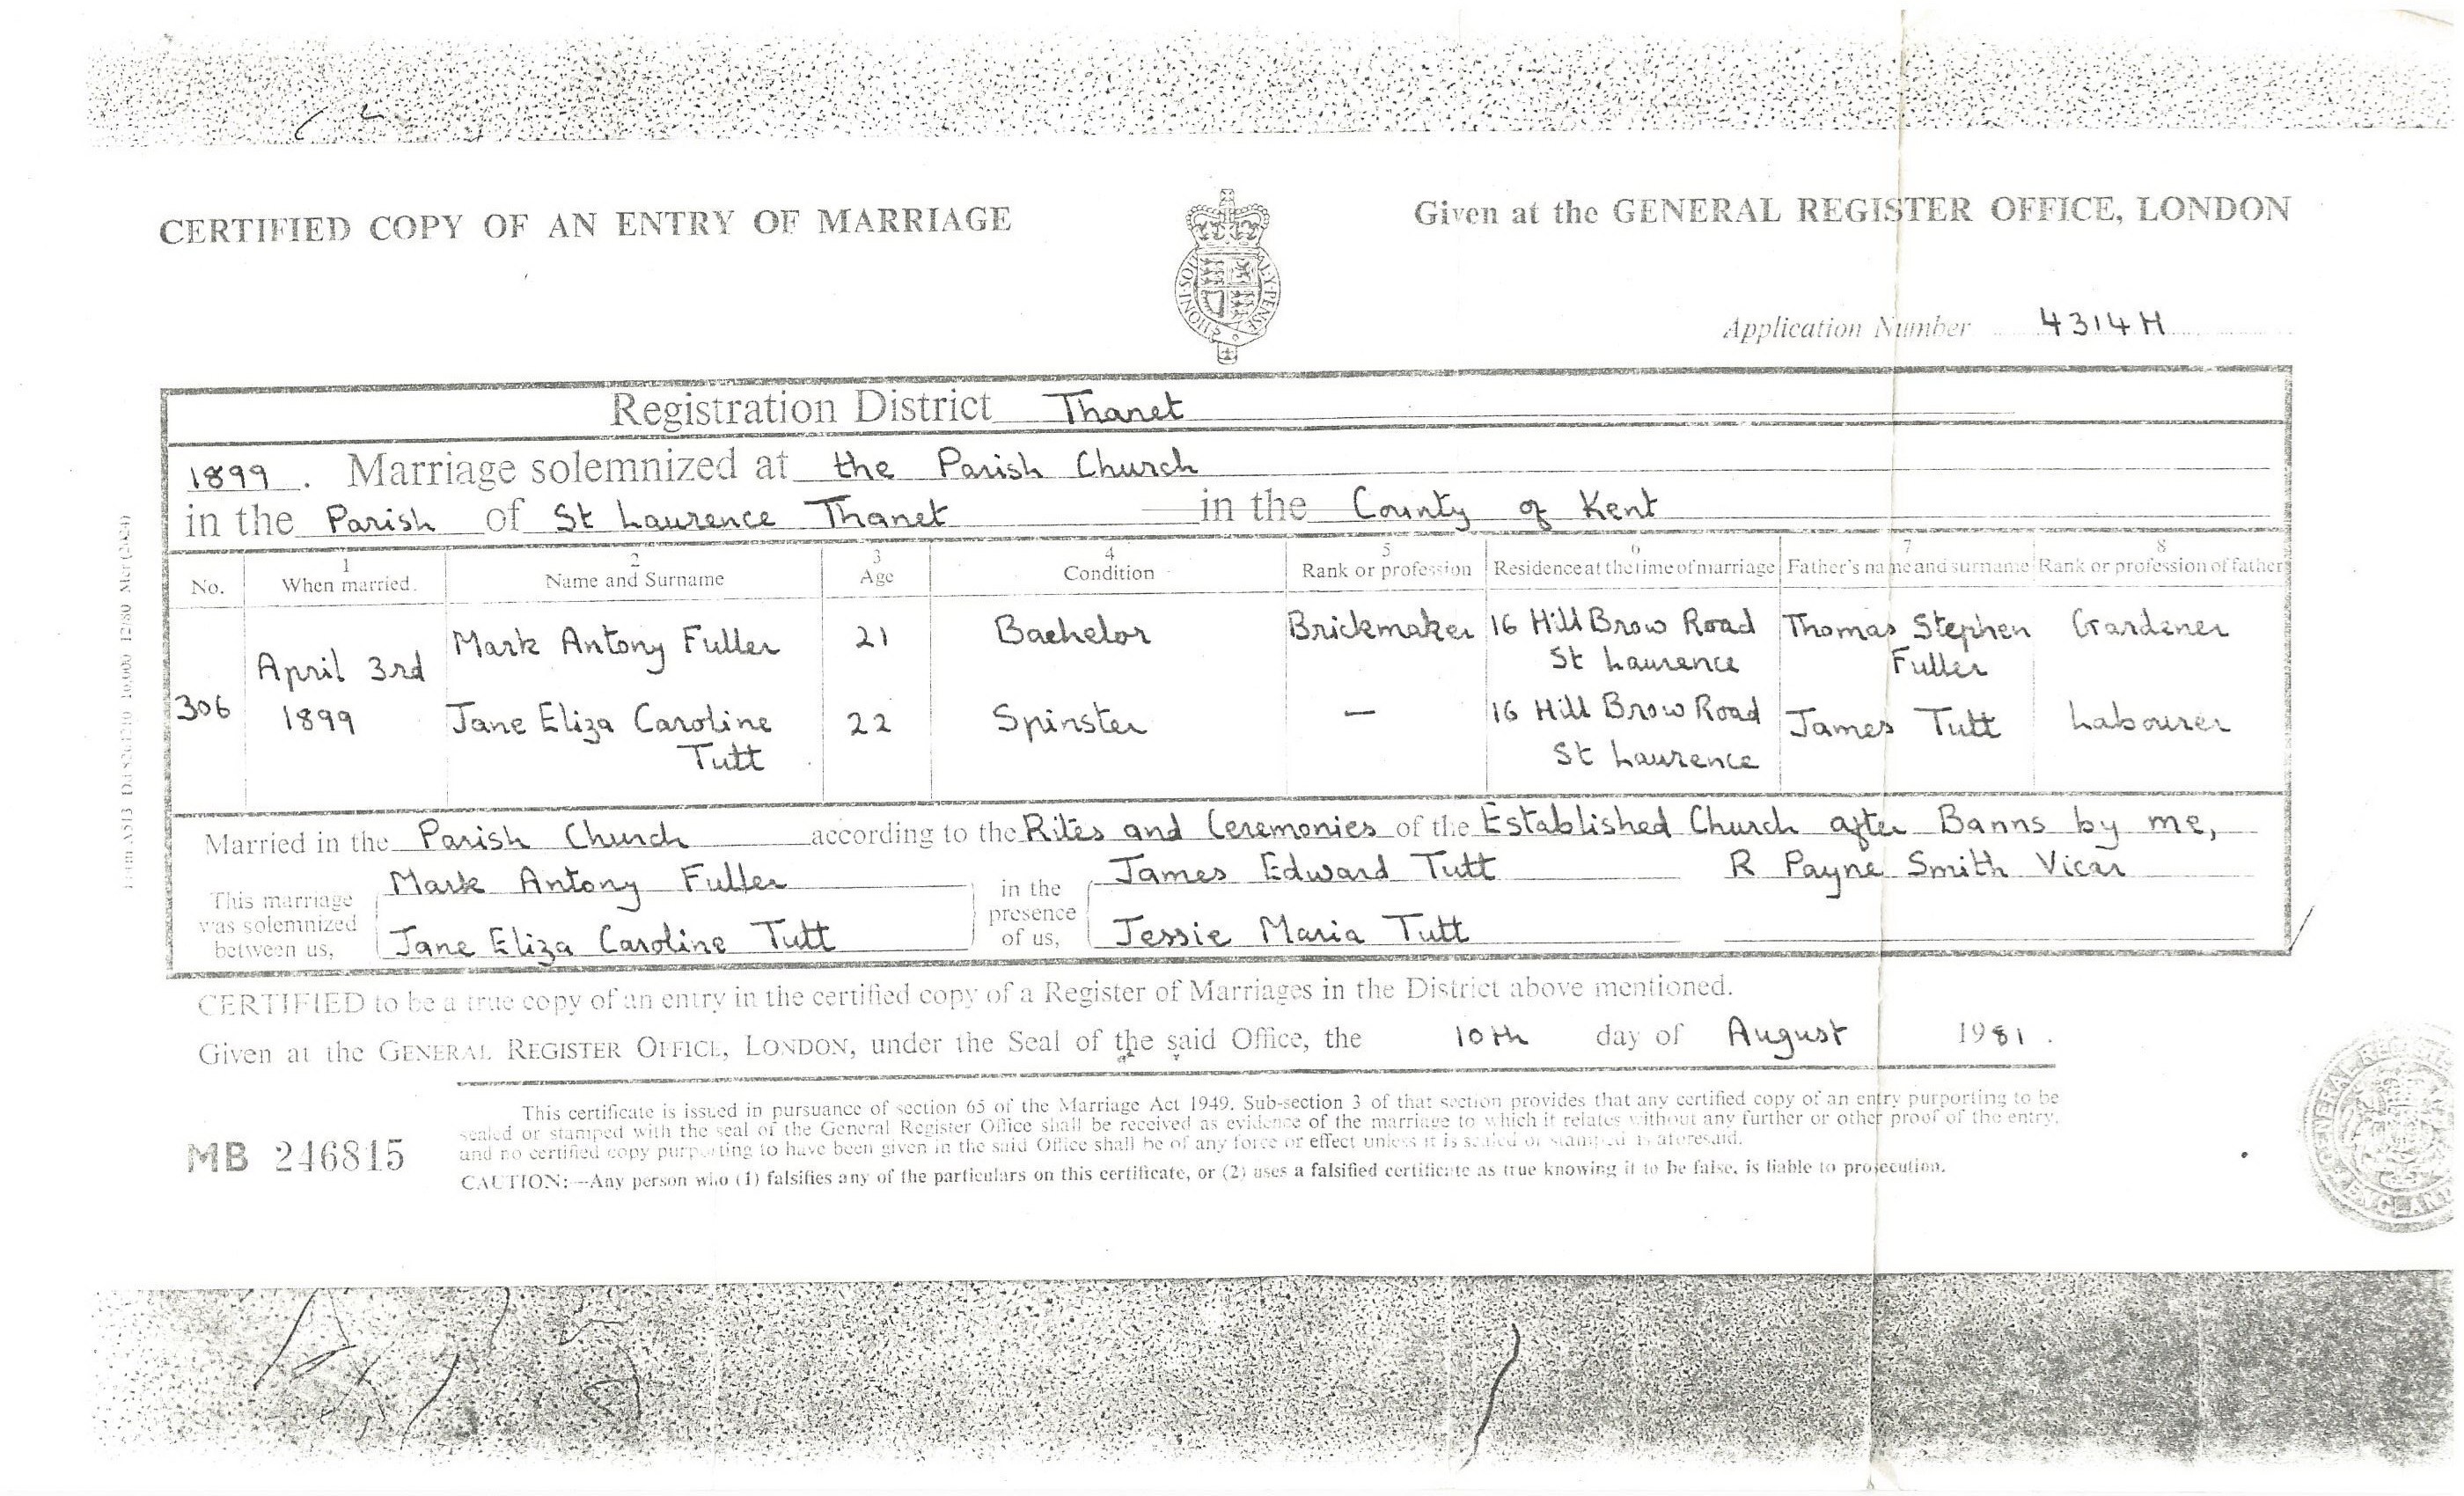 CERTIFIED COPY OF AN ENTRY OF MARRIAGE
Given at the GENERAL REGISTER OFFICE, LONDON
HONI·SOIT AL·Y·PENSE
Application Number 4314H
Registration District Thanet
1899. Marriage solemnized at the Parish Church
in the Parish of St Laurence Thanet in the County of Kent
1 2 3 4 5 6 7 8
No. When married. Name and Surname Age Condition Rank or profession Residence at the time of marriage Father's name and surname Rank or profession of father
306
April 3rd
1899
Mark Antony Fuller 21 Bachelor Brickmaker 16 Hill Brow Road
St Laurence
Thomas Stephen
Fuller
Gardener
Jane Eliza Caroline
Tutt
22 Spinster — 16 Hill Brow Road
St Laurence
James Tutt Labourer
Married in the Parish Church according to the Rites and Ceremonies of the Established Church after Banns by me,
This marriage
was solemnized
between us,
Mark Antony Fuller
Jane Eliza Caroline Tutt
in the
presence
of us,
James Edward Tutt
Jessie Maria Tutt
R Payne Smith Vicar
CERTIFIED to be a true copy of an entry in the certified copy of a Register of Marriages in the District above mentioned.
Given at the GENERAL REGISTER OFFICE, LONDON, under the Seal of the said Office, the 10th day of August 1981.
This certificate is issued in pursuance of section 65 of the Marriage Act 1949. Sub-section 3 of that section provides that any certified copy of an entry purporting to be
sealed or stamped with the seal of the General Register Office shall be received as evidence of the marriage to which it relates without any further or other proof of the entry,
and no certified copy purporting to have been given in the said Office shall be of any force or effect unless it is sealed or stamped as aforesaid.
CAUTION:—Any person who (1) falsifies any of the particulars on this certificate, or (2) uses a falsified certificate as true knowing it to be false, is liable to prosecution.
MB 246815
GENERAL REGISTER
ENGLAND